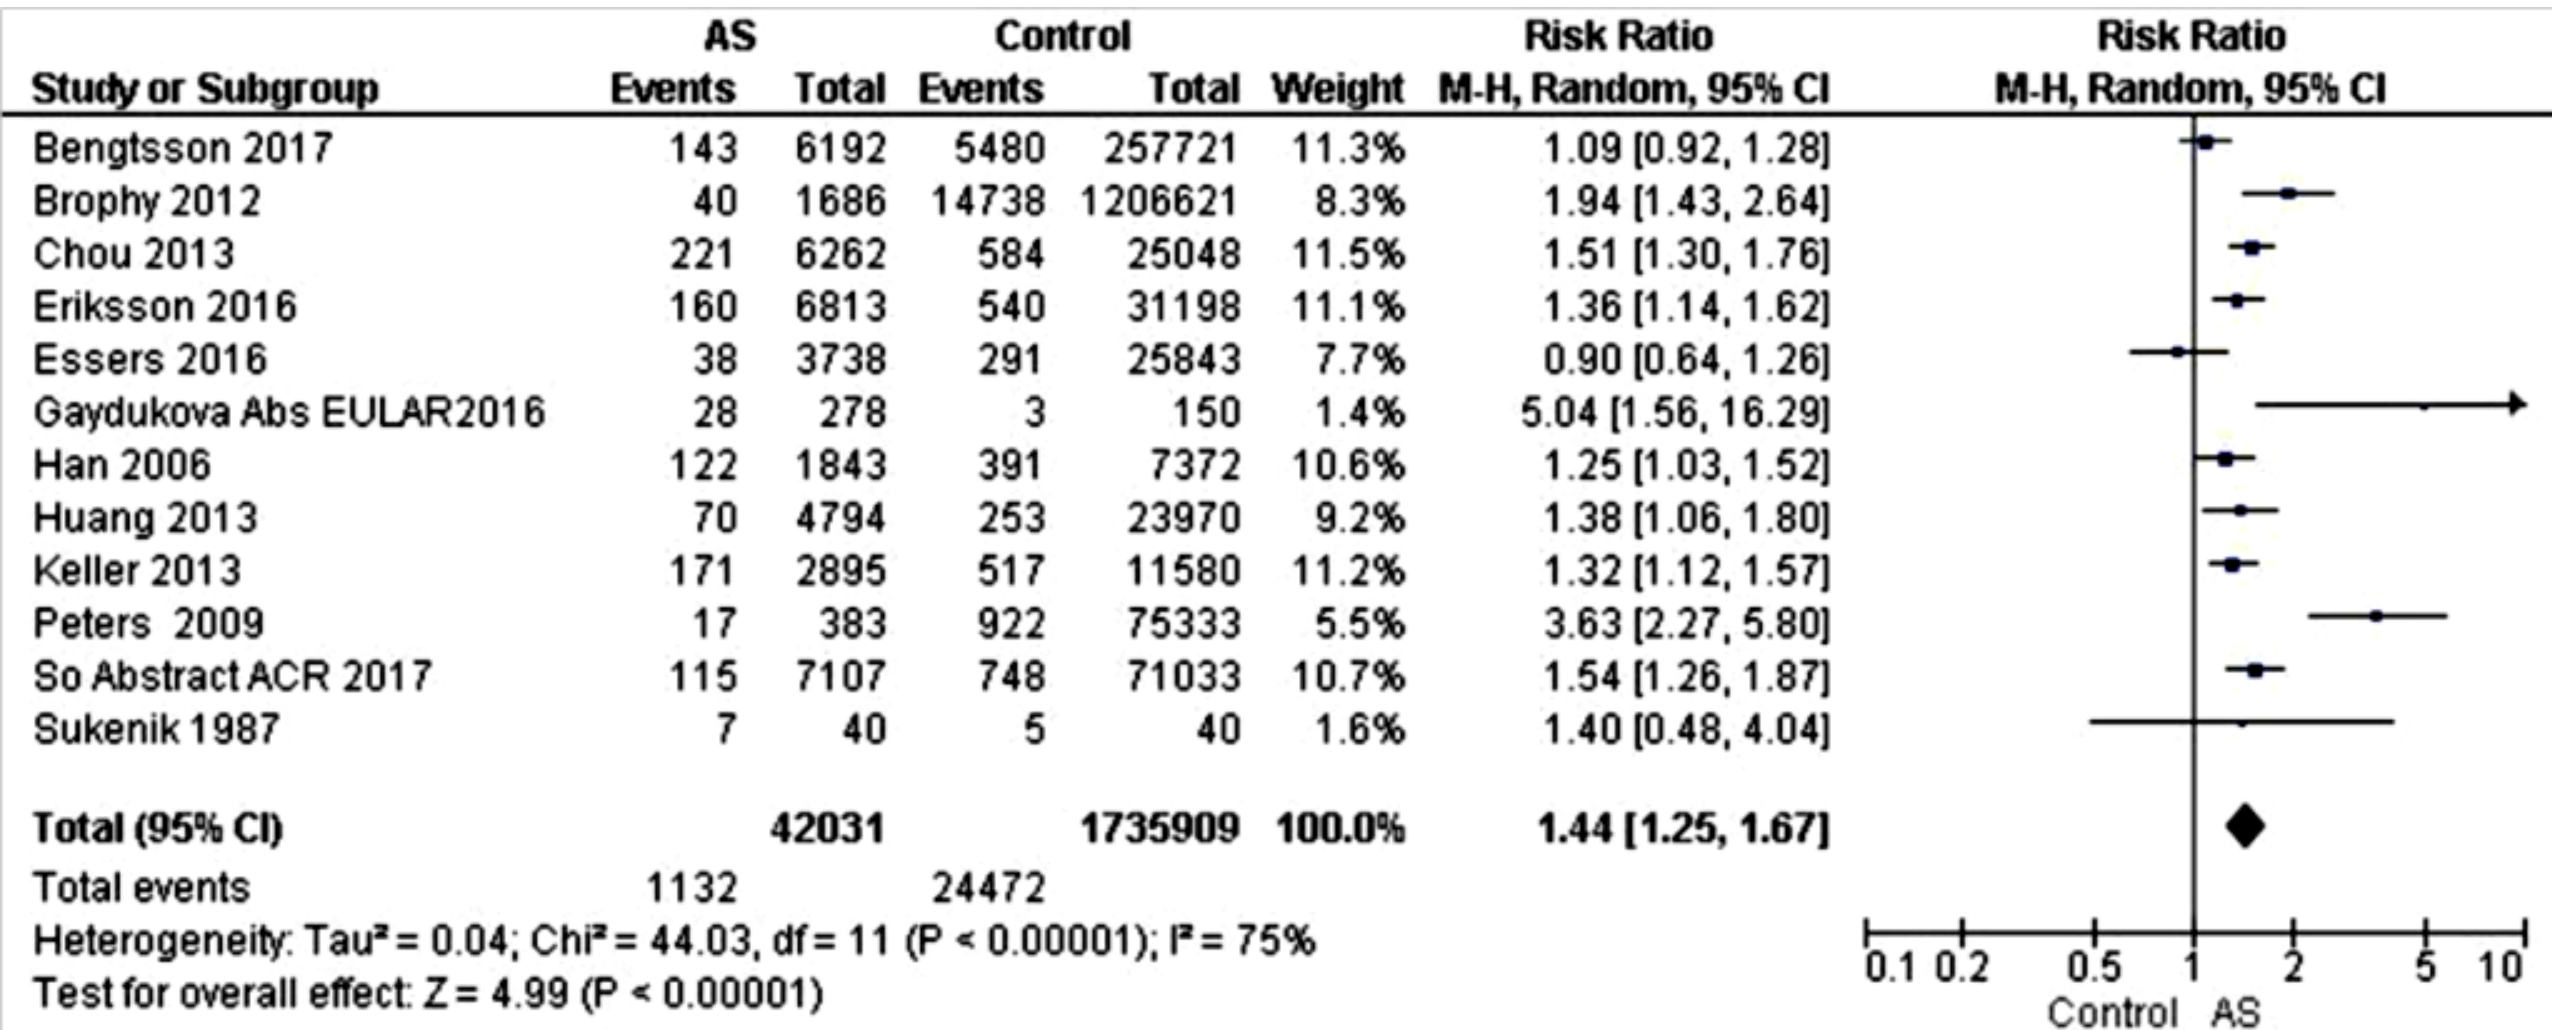 AS Control Risk Ratio Risk Ratio
Study or Subgroup Events Total Events Total Weight M-H, Random, 95% CI M-H, Random, 95% CI
Bengtsson 2017 143 6192 5480 257721 11.3% 1.09 [0.92, 1.28]
Brophy 2012 40 1686 14738 1206621 8.3% 1.94 [1.43, 2.64]
Chou 2013 221 6262 584 25048 11.5% 1.51 [1.30, 1.76]
Eriksson 2016 160 6813 540 31198 11.1% 1.36 [1.14, 1.62]
Essers 2016 38 3738 291 25843 7.7% 0.90 [0.64, 1.26]
Gaydukova Abs EULAR2016 28 278 3 150 1.4% 5.04 [1.56, 16.29]
Han 2006 122 1843 391 7372 10.6% 1.25 [1.03, 1.52]
Huang 2013 70 4794 253 23970 9.2% 1.38 [1.06, 1.80]
Keller 2013 171 2895 517 11580 11.2% 1.32 [1.12, 1.57]
Peters 2009 17 383 922 75333 5.5% 3.63 [2.27, 5.80]
So Abstract ACR 2017 115 7107 748 71033 10.7% 1.54 [1.26, 1.87]
Sukenik 1987 7 40 5 40 1.6% 1.40 [0.48, 4.04]
Total (95% CI) 42031 1735909 100.0% 1.44 [1.25, 1.67]
Total events 1132 24472
Heterogeneity: Tau² = 0.04; Chi² = 44.03, df = 11 (P < 0.00001); I² = 75%
Test for overall effect: Z = 4.99 (P < 0.00001)
0.1 0.2 0.5 1 2 5 10
Control AS